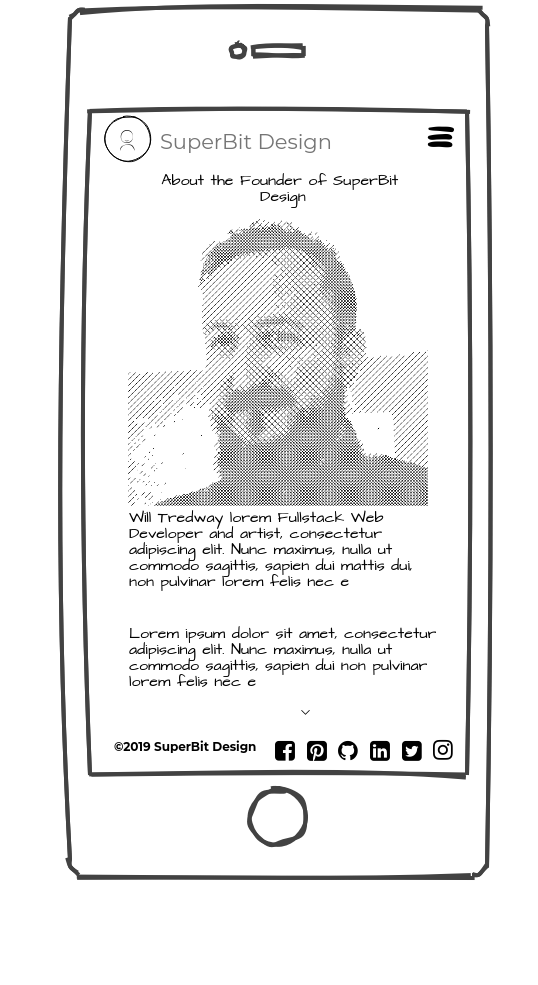 SuperBit Design
About the Founder of SuperBit
Design
Will Tredway lorem Fullstack Web
Developer and artist, consectetur
adipiscing elit. Nunc maximus, nulla ut
commodo sagittis, sapien dui mattis dui,
non pulvinar lorem felis nec e
Lorem ipsum dolor sit amet, consectetur
adipiscing elit. Nunc maximus, nulla ut
commodo sagittis, sapien dui non pulvinar
lorem felis nec e
©2019 SuperBit Design